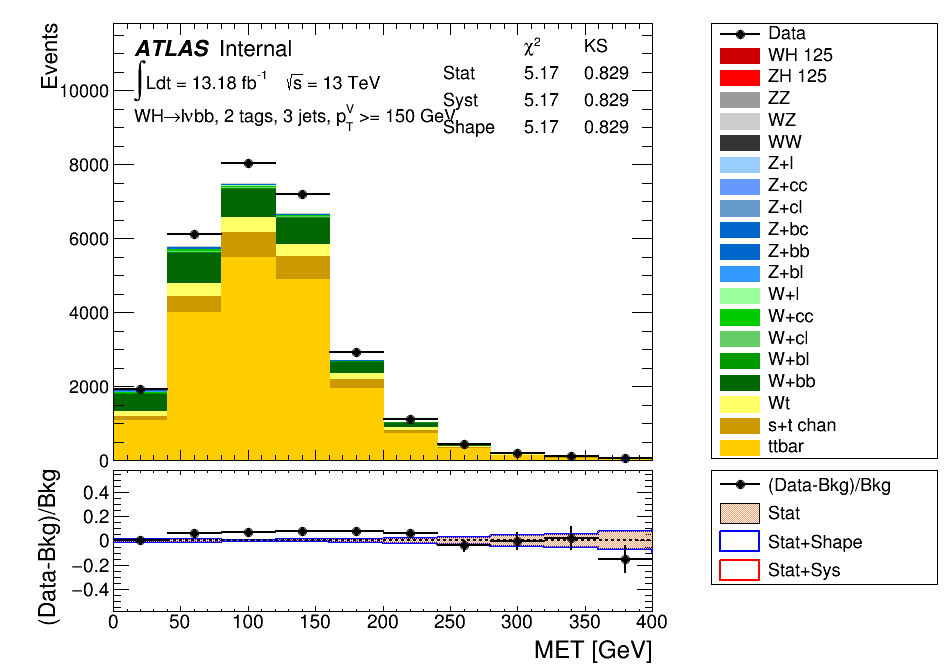 Events
ATLAS Internal
∫Ldt = 13.18 fb⁻¹ √s = 13 TeV
WH→lνbb, 2 tags, 3 jets, p_T^V >= 150 GeV
χ² KS
Stat 5.17 0.829
Syst 5.17 0.829
Shape 5.17 0.829
10000
8000
6000
4000
2000
0
Data
WH 125
ZH 125
ZZ
WZ
WW
Z+l
Z+cc
Z+cl
Z+bc
Z+bb
Z+bl
W+l
W+cc
W+cl
W+bl
W+bb
Wt
s+t chan
ttbar
(Data-Bkg)/Bkg
0.4
0.2
0
−0.2
−0.4
0 50 100 150 200 250 300 350 400
MET [GeV]
(Data-Bkg)/Bkg
Stat
Stat+Shape
Stat+Sys